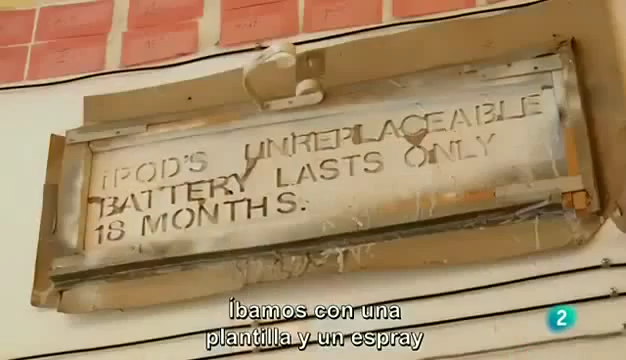 iPOD'S UNREPLACEABLE
BATTERY LASTS ONLY
18 MONTHS.
2
Íbamos con una
plantilla y un espray